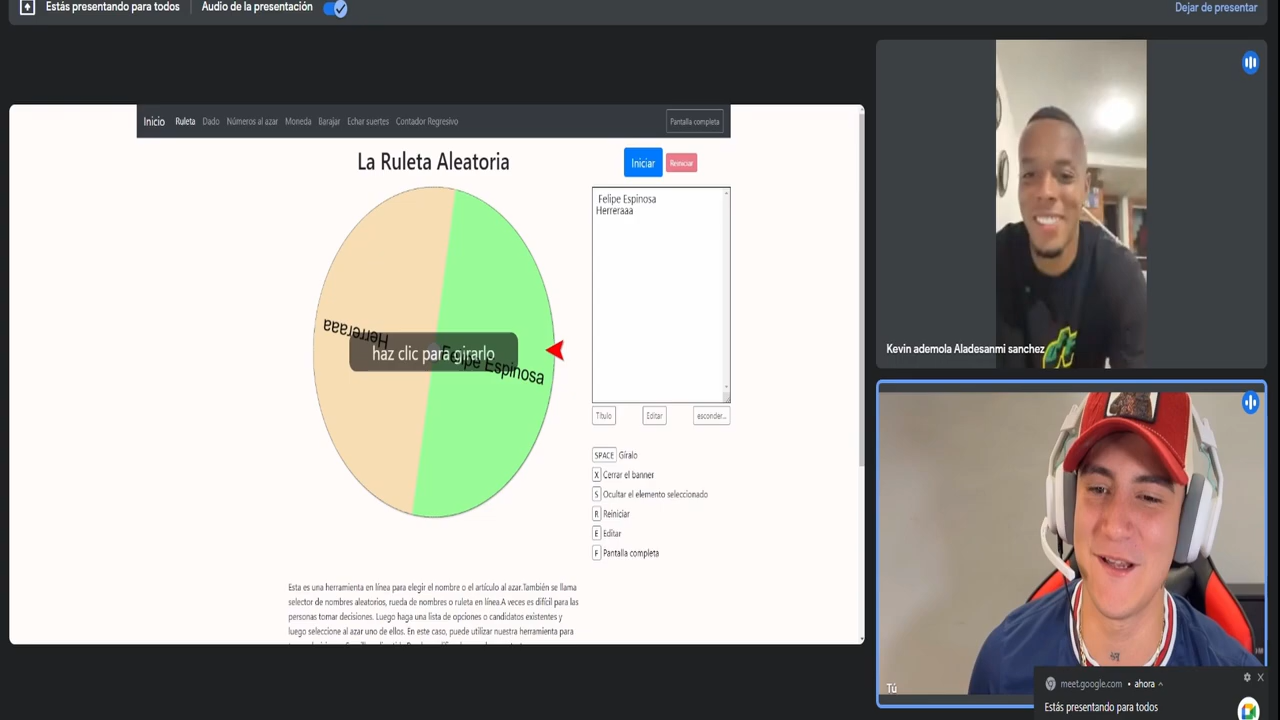 Estás presentando para todos
Audio de la presentación
Dejar de presentar
Inicio Ruleta Dado Números al azar Moneda Barajar Echar suertes Contador Regresivo
Pantalla completa
La Ruleta Aleatoria
Iniciar
Reiniciar
Felipe Espinosa
Herreraaa
Herreraaa
haz clic para girarlo
Felipe Espinosa
Título
Editar
esconder...
SPACE Gíralo
X Cerrar el banner
S Ocultar el elemento seleccionado
R Reiniciar
E Editar
F Pantalla completa
Esta es una herramienta en línea para elegir el nombre o el artículo al azar.También se llama
selector de nombres aleatorios, rueda de nombres o ruleta en línea.A veces es difícil para las
personas tomar decisiones. Luego haga una lista de opciones o candidatos existentes y
luego seleccione al azar uno de ellos. En este caso, puede utilizar nuestra herramienta para
Kevin ademola Aladesanmi sanchez
Tú
meet.google.com • ahora
Estás presentando para todos